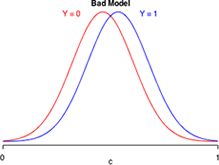 Bad Model
Y = 0
Y = 1
0
1
c